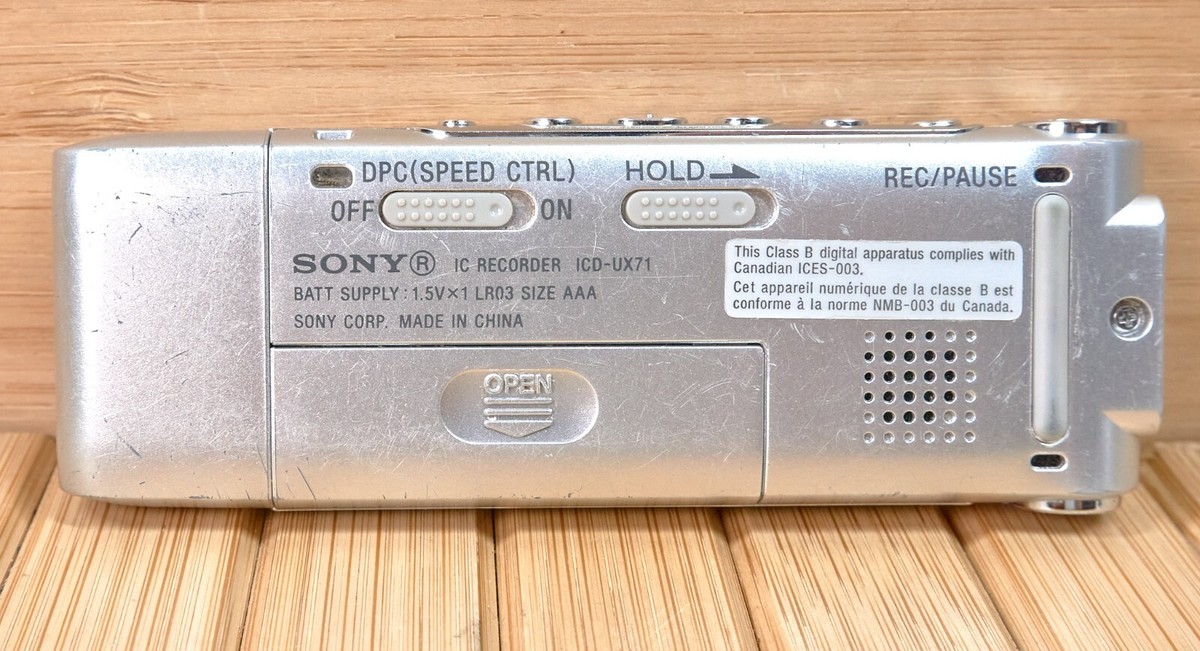 DPC(SPEED CTRL)
OFF ON
HOLD
REC/PAUSE
SONY® IC RECORDER ICD-UX71
BATT SUPPLY:1.5V×1 LR03 SIZE AAA
SONY CORP. MADE IN CHINA
This Class B digital apparatus complies with
Canadian ICES-003.
Cet appareil numérique de la classe B est
conforme à la norme NMB-003 du Canada.
OPEN